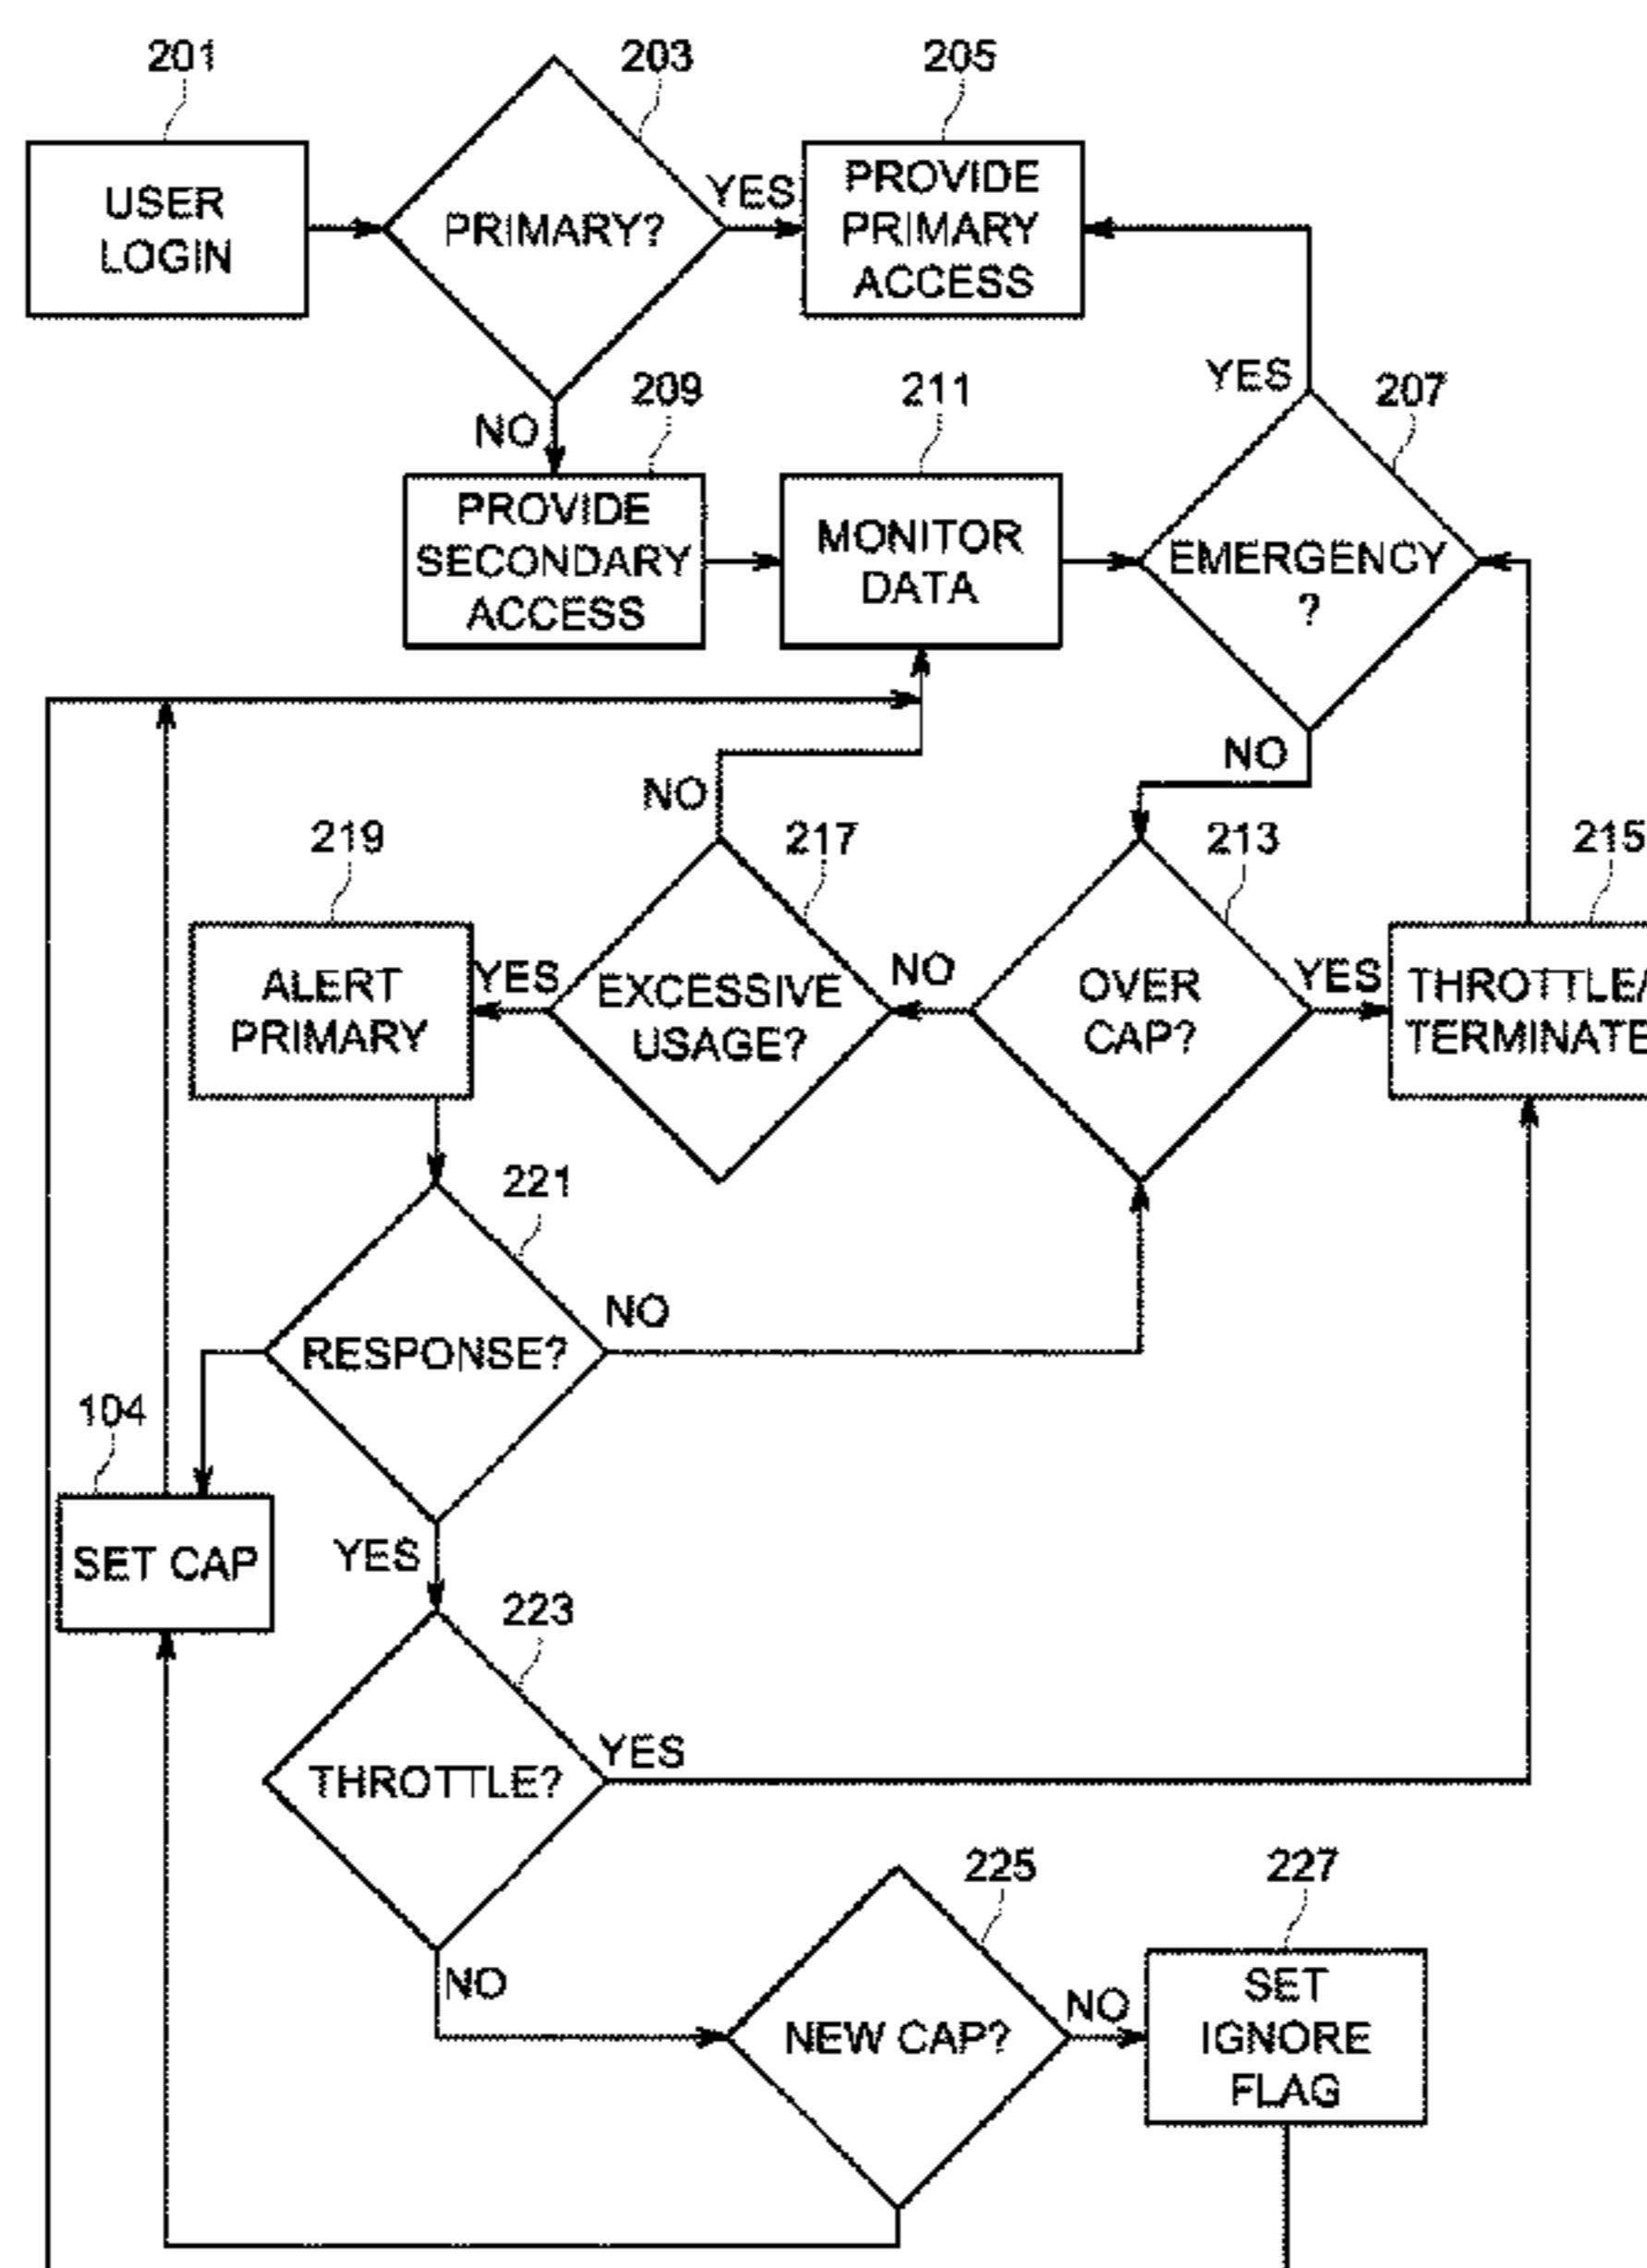 201
203
205
USER
LOGIN
PRIMARY?
YES
PROVIDE
PRIMARY
ACCESS
NO
209
211
YES
207
PROVIDE
SECONDARY
ACCESS
MONITOR
DATA
EMERGENCY
?
NO
NO
219
217
213
215
ALERT
PRIMARY
YES
EXCESSIVE
USAGE?
NO
OVER
CAP?
YES
THROTTLE/
TERMINATE
221
NO
RESPONSE?
104
SET CAP
YES
223
THROTTLE?
YES
225
227
NO
NEW CAP?
NO
SET
IGNORE
FLAG